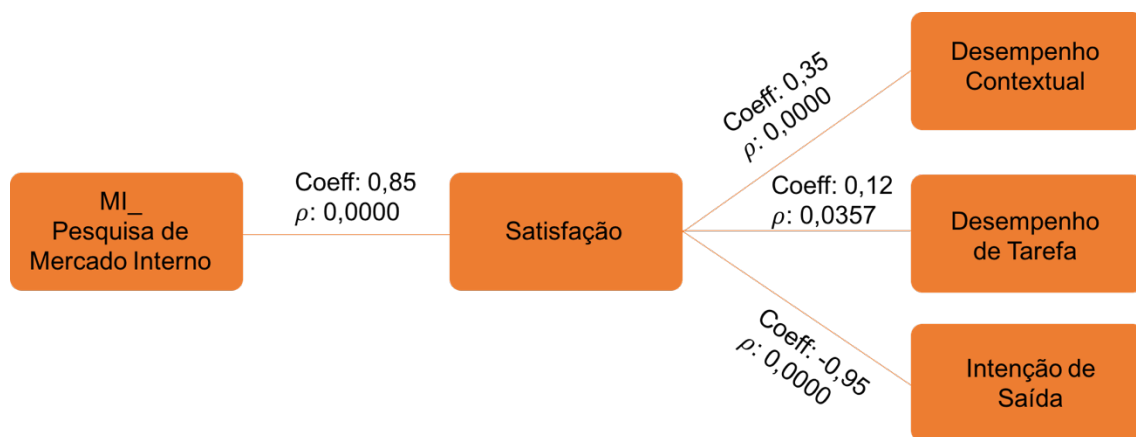 MI_
Pesquisa de
Mercado Interno
Coeff: 0,85
ρ: 0,0000
Satisfação
Coeff: 0,35
ρ: 0,0000
Desempenho
Contextual
Coeff: 0,12
ρ: 0,0357
Desempenho
de Tarefa
Coeff: -0,95
ρ: 0,0000
Intenção de
Saída